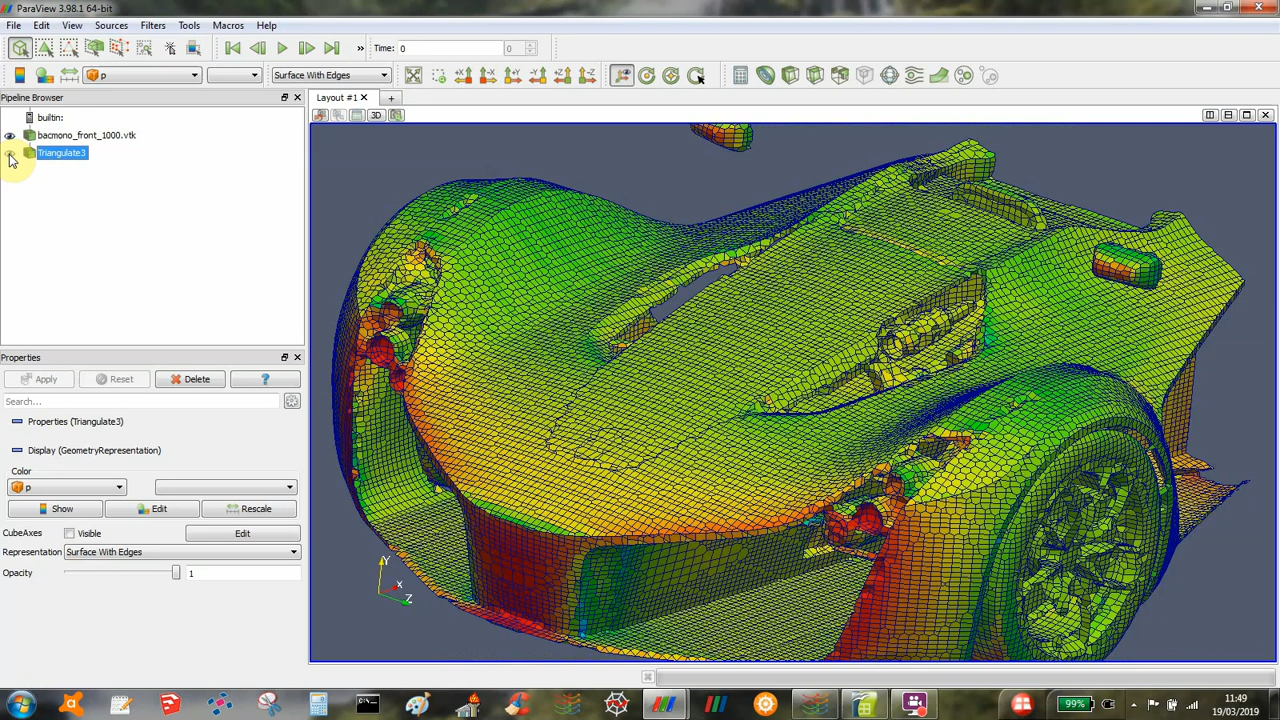 ParaView 3.98.1 64-bit
File Edit View Sources Filters Tools Macros Help
» Time: 0 0
p Surface With Edges +X -X +Y -Y +Z -Z
Pipeline Browser
Layout #1 +
3D
builtin:
bacmono_front_1000.vtk
Triangulate3
Properties
Apply Reset Delete ?
Search...
Properties (Triangulate3)
Display (GeometryRepresentation)
Color
p
Show Edit Rescale
CubeAxes Visible Edit
Representation Surface With Edges
Opacity 1
Y
X
Z
99%
11:49
19/03/2019